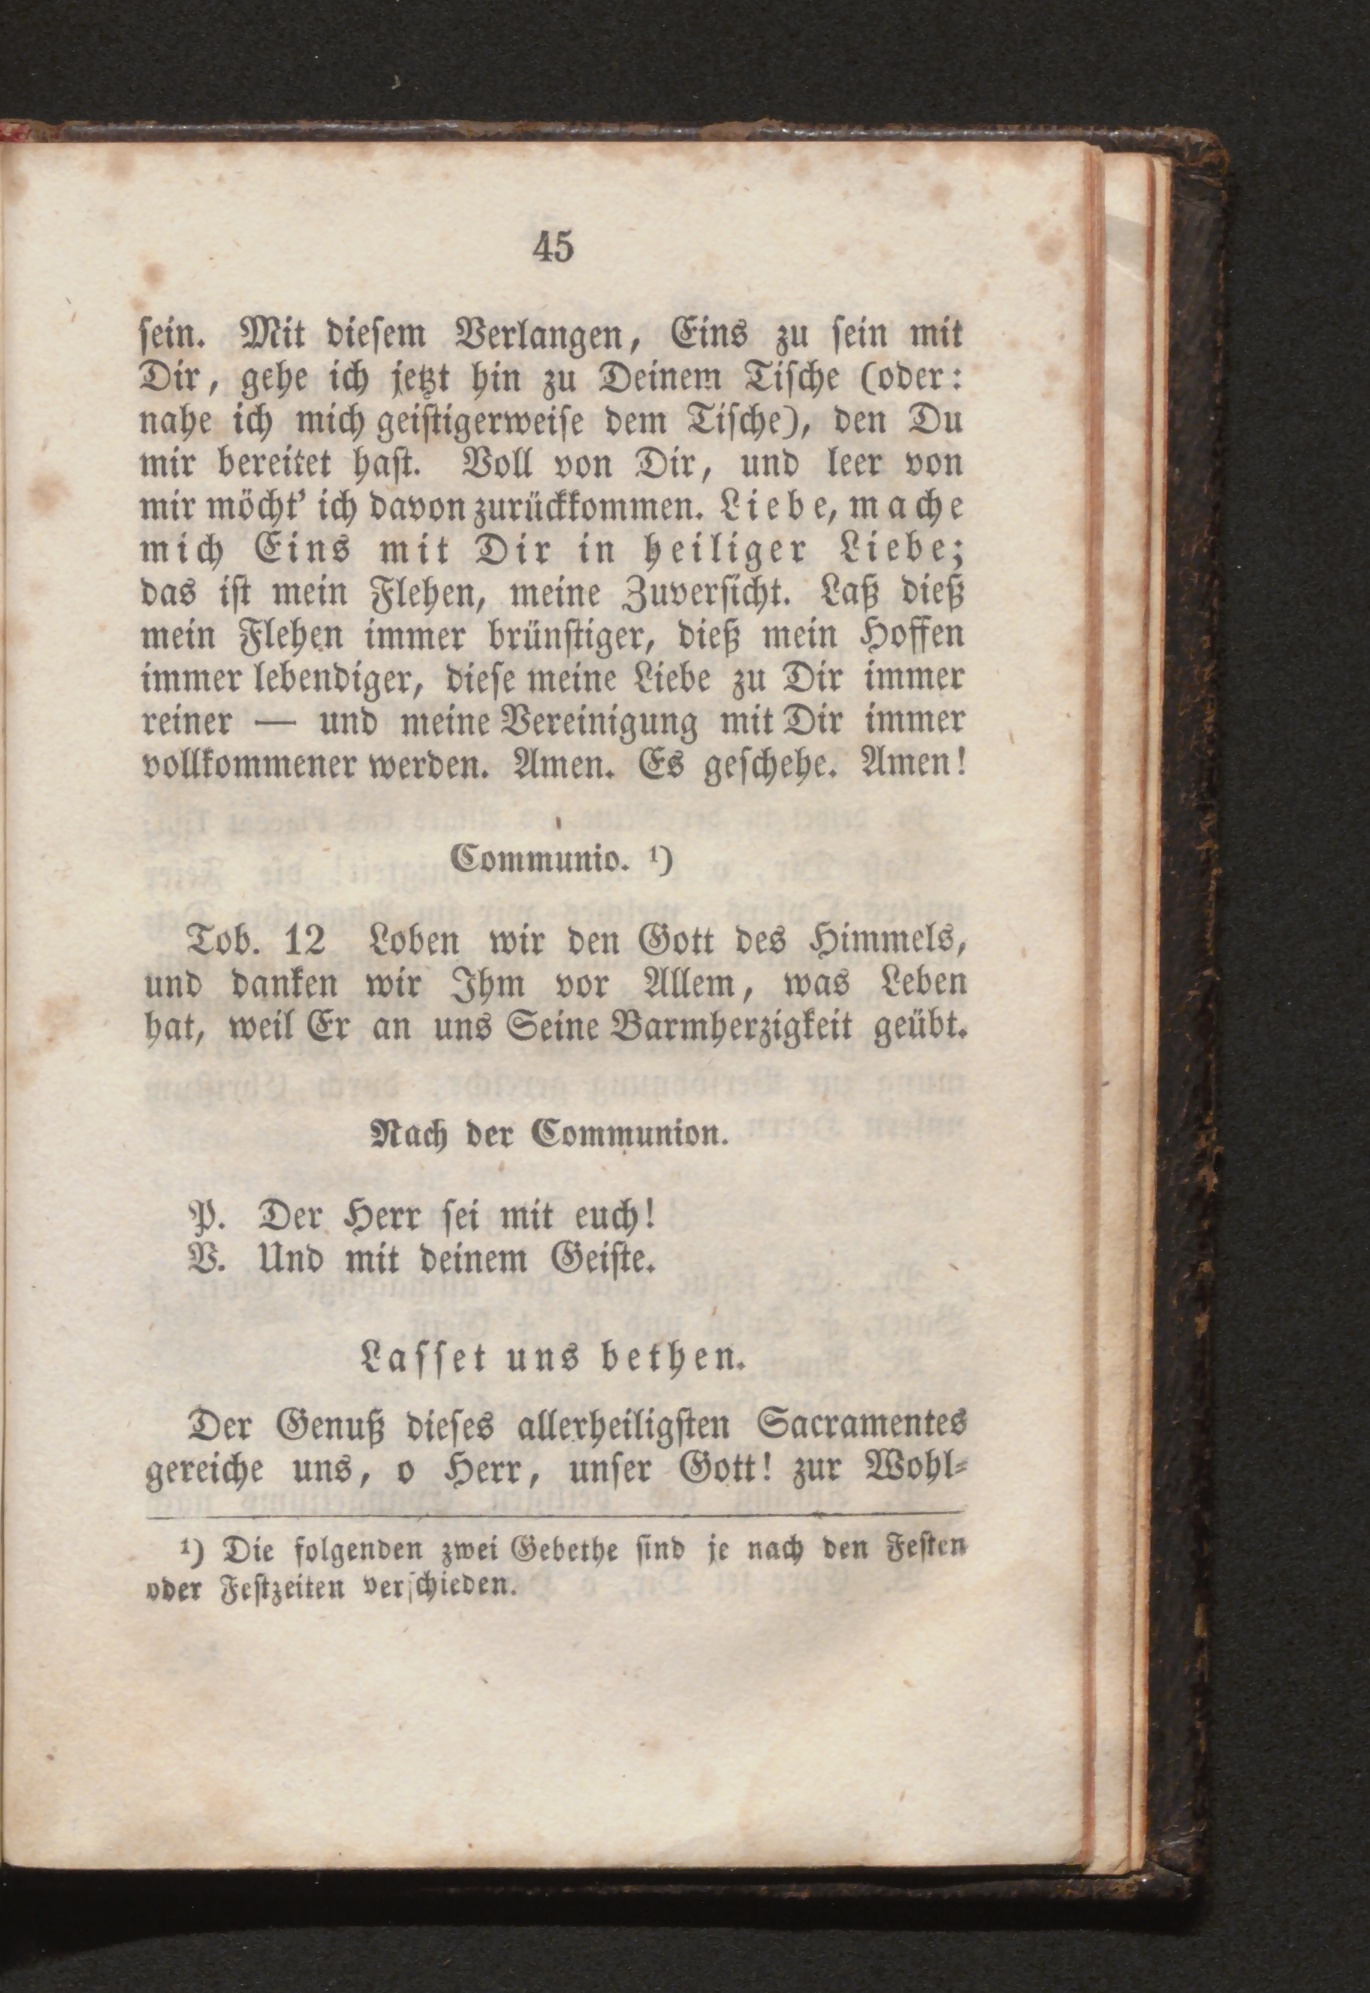 45
sein. Mit diesem Verlangen, Eins zu sein mit
Dir, gehe ich jetzt hin zu Deinem Tische (oder:
nahe ich mich geistigerweise dem Tische), den Du
mir bereitet hast. Voll von Dir, und leer von
mir möcht' ich davon zurückkommen. Liebe, mache
mich Eins mit Dir in heiliger Liebe;
das ist mein Flehen, meine Zuversicht. Laß dieß
mein Flehen immer brünstiger, dieß mein Hoffen
immer lebendiger, diese meine Liebe zu Dir immer
reiner — und meine Vereinigung mit Dir immer
vollkommener werden. Amen. Es geschehe. Amen!
Communio. ¹)
Tob. 12 Loben wir den Gott des Himmels,
und danken wir Ihm vor Allem, was Leben
hat, weil Er an uns Seine Barmherzigkeit geübt.
Nach der Communion.
P. Der Herr sei mit euch!
V. Und mit deinem Geiste.
Lasset uns bethen.
Der Genuß dieses allerheiligsten Sacramentes
gereiche uns, o Herr, unser Gott! zur Wohl-
¹) Die folgenden zwei Gebethe sind je nach den Festen
oder Festzeiten verschieden.